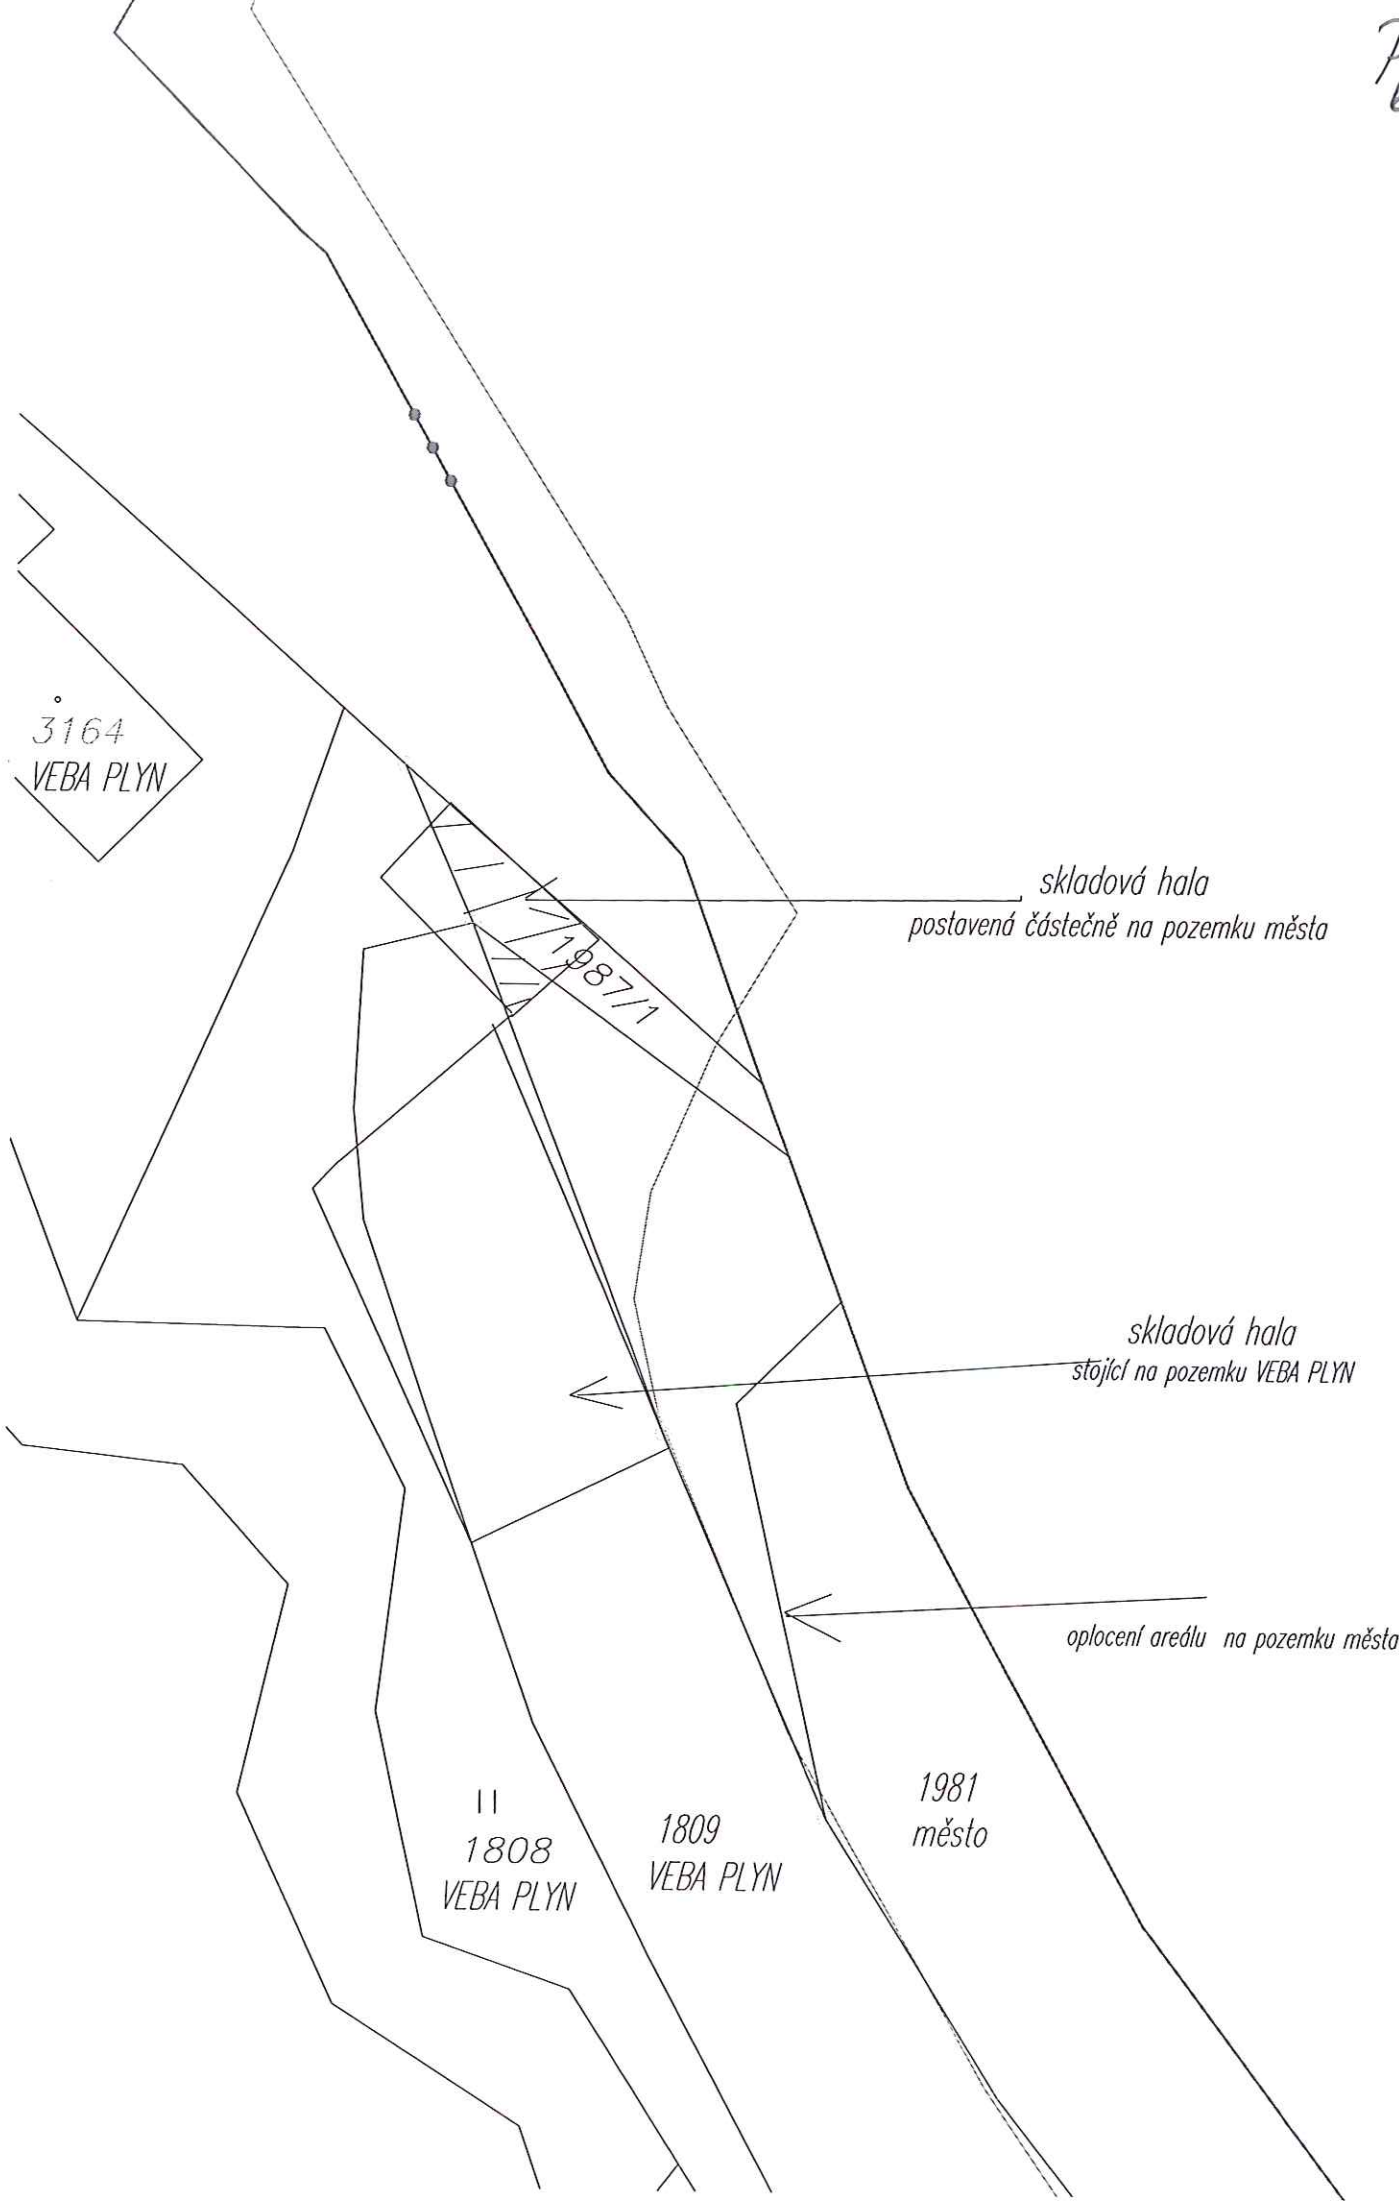 3164
VEBA PLYN
skladová hala
postavená částečně na pozemku města
1987/1
skladová hala
stojící na pozemku VEBA PLYN
oplocení areálu na pozemku města
1981
město
1809
VEBA PLYN
1808
VEBA PLYN